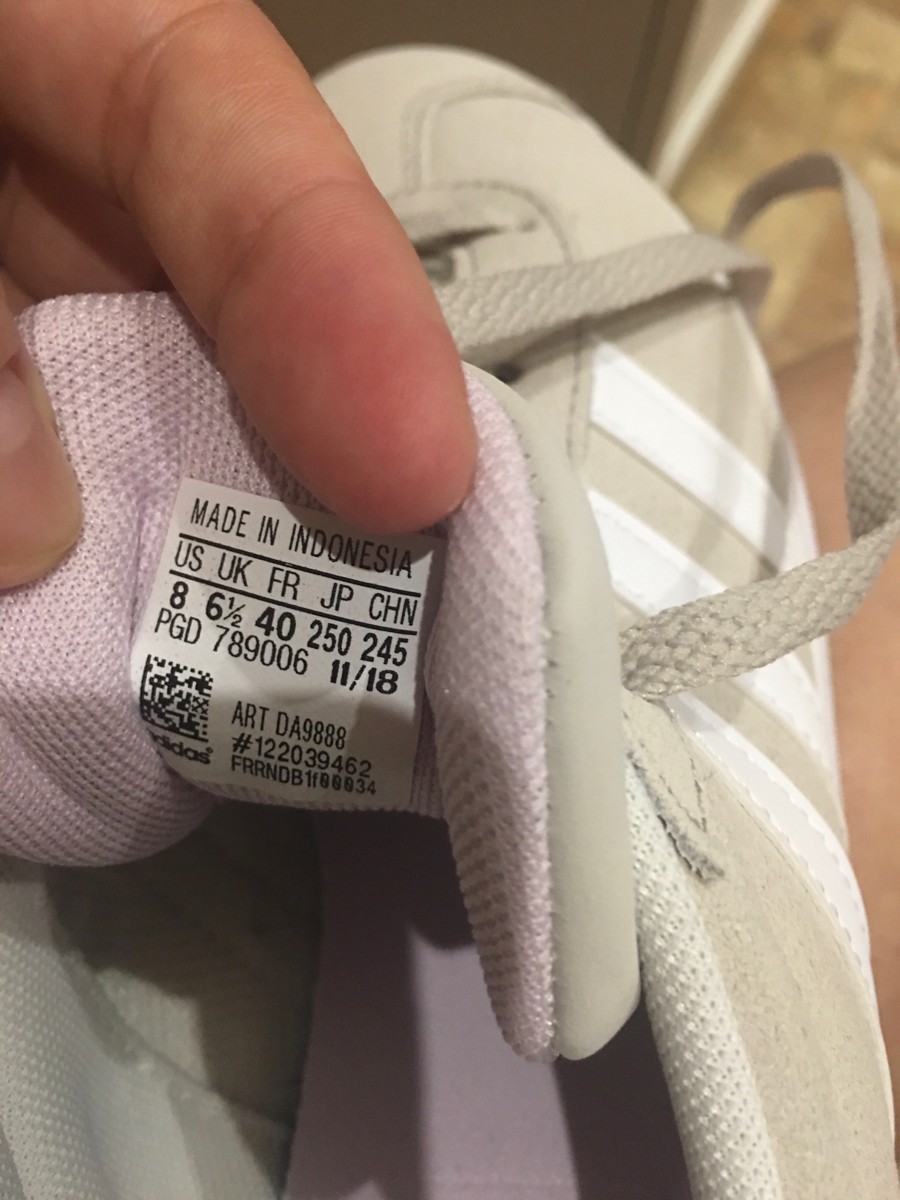 MADE IN INDONESIA
US UK FR JP CHN
8 6½ 40 250 245
PGD 789006 11/18
ART DA9888
#122039462
FRRNDB1f00034
adidas